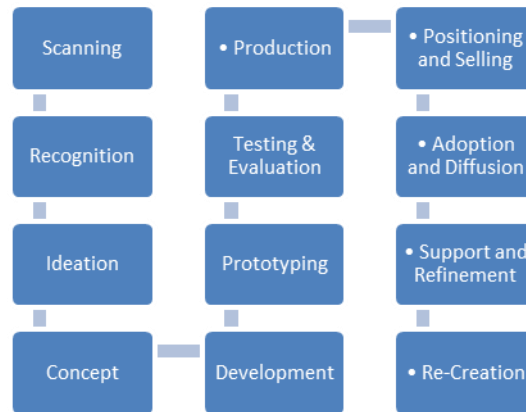 Scanning
Recognition
Ideation
Concept
Development
Prototyping
Testing &
Evaluation
• Production
• Positioning
and Selling
• Adoption
and Diffusion
• Support and
Refinement
• Re-Creation